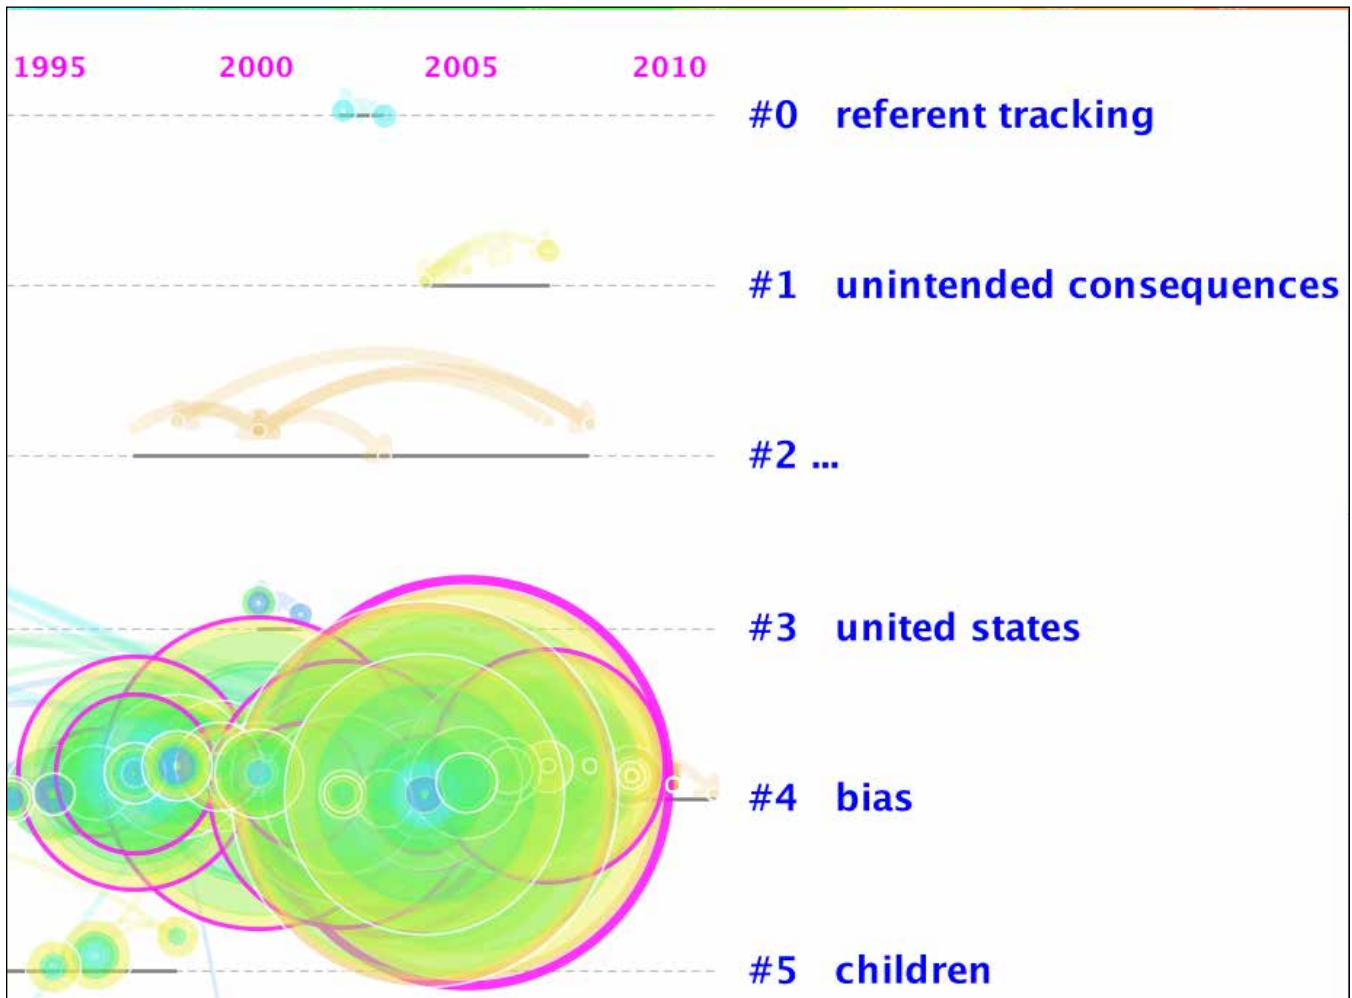 1995 2000 2005 2010
#0 referent tracking
#1 unintended consequences
#2 ...
#3 united states
#4 bias
#5 children